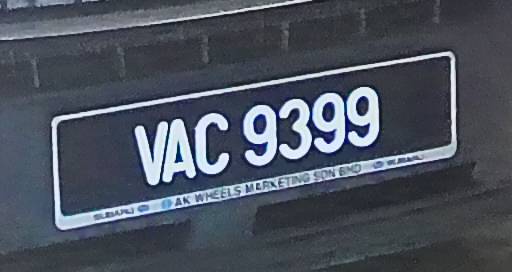 VAC 9399
SUBARU AK WHEELS MARKETING SDN BHD SUBARU